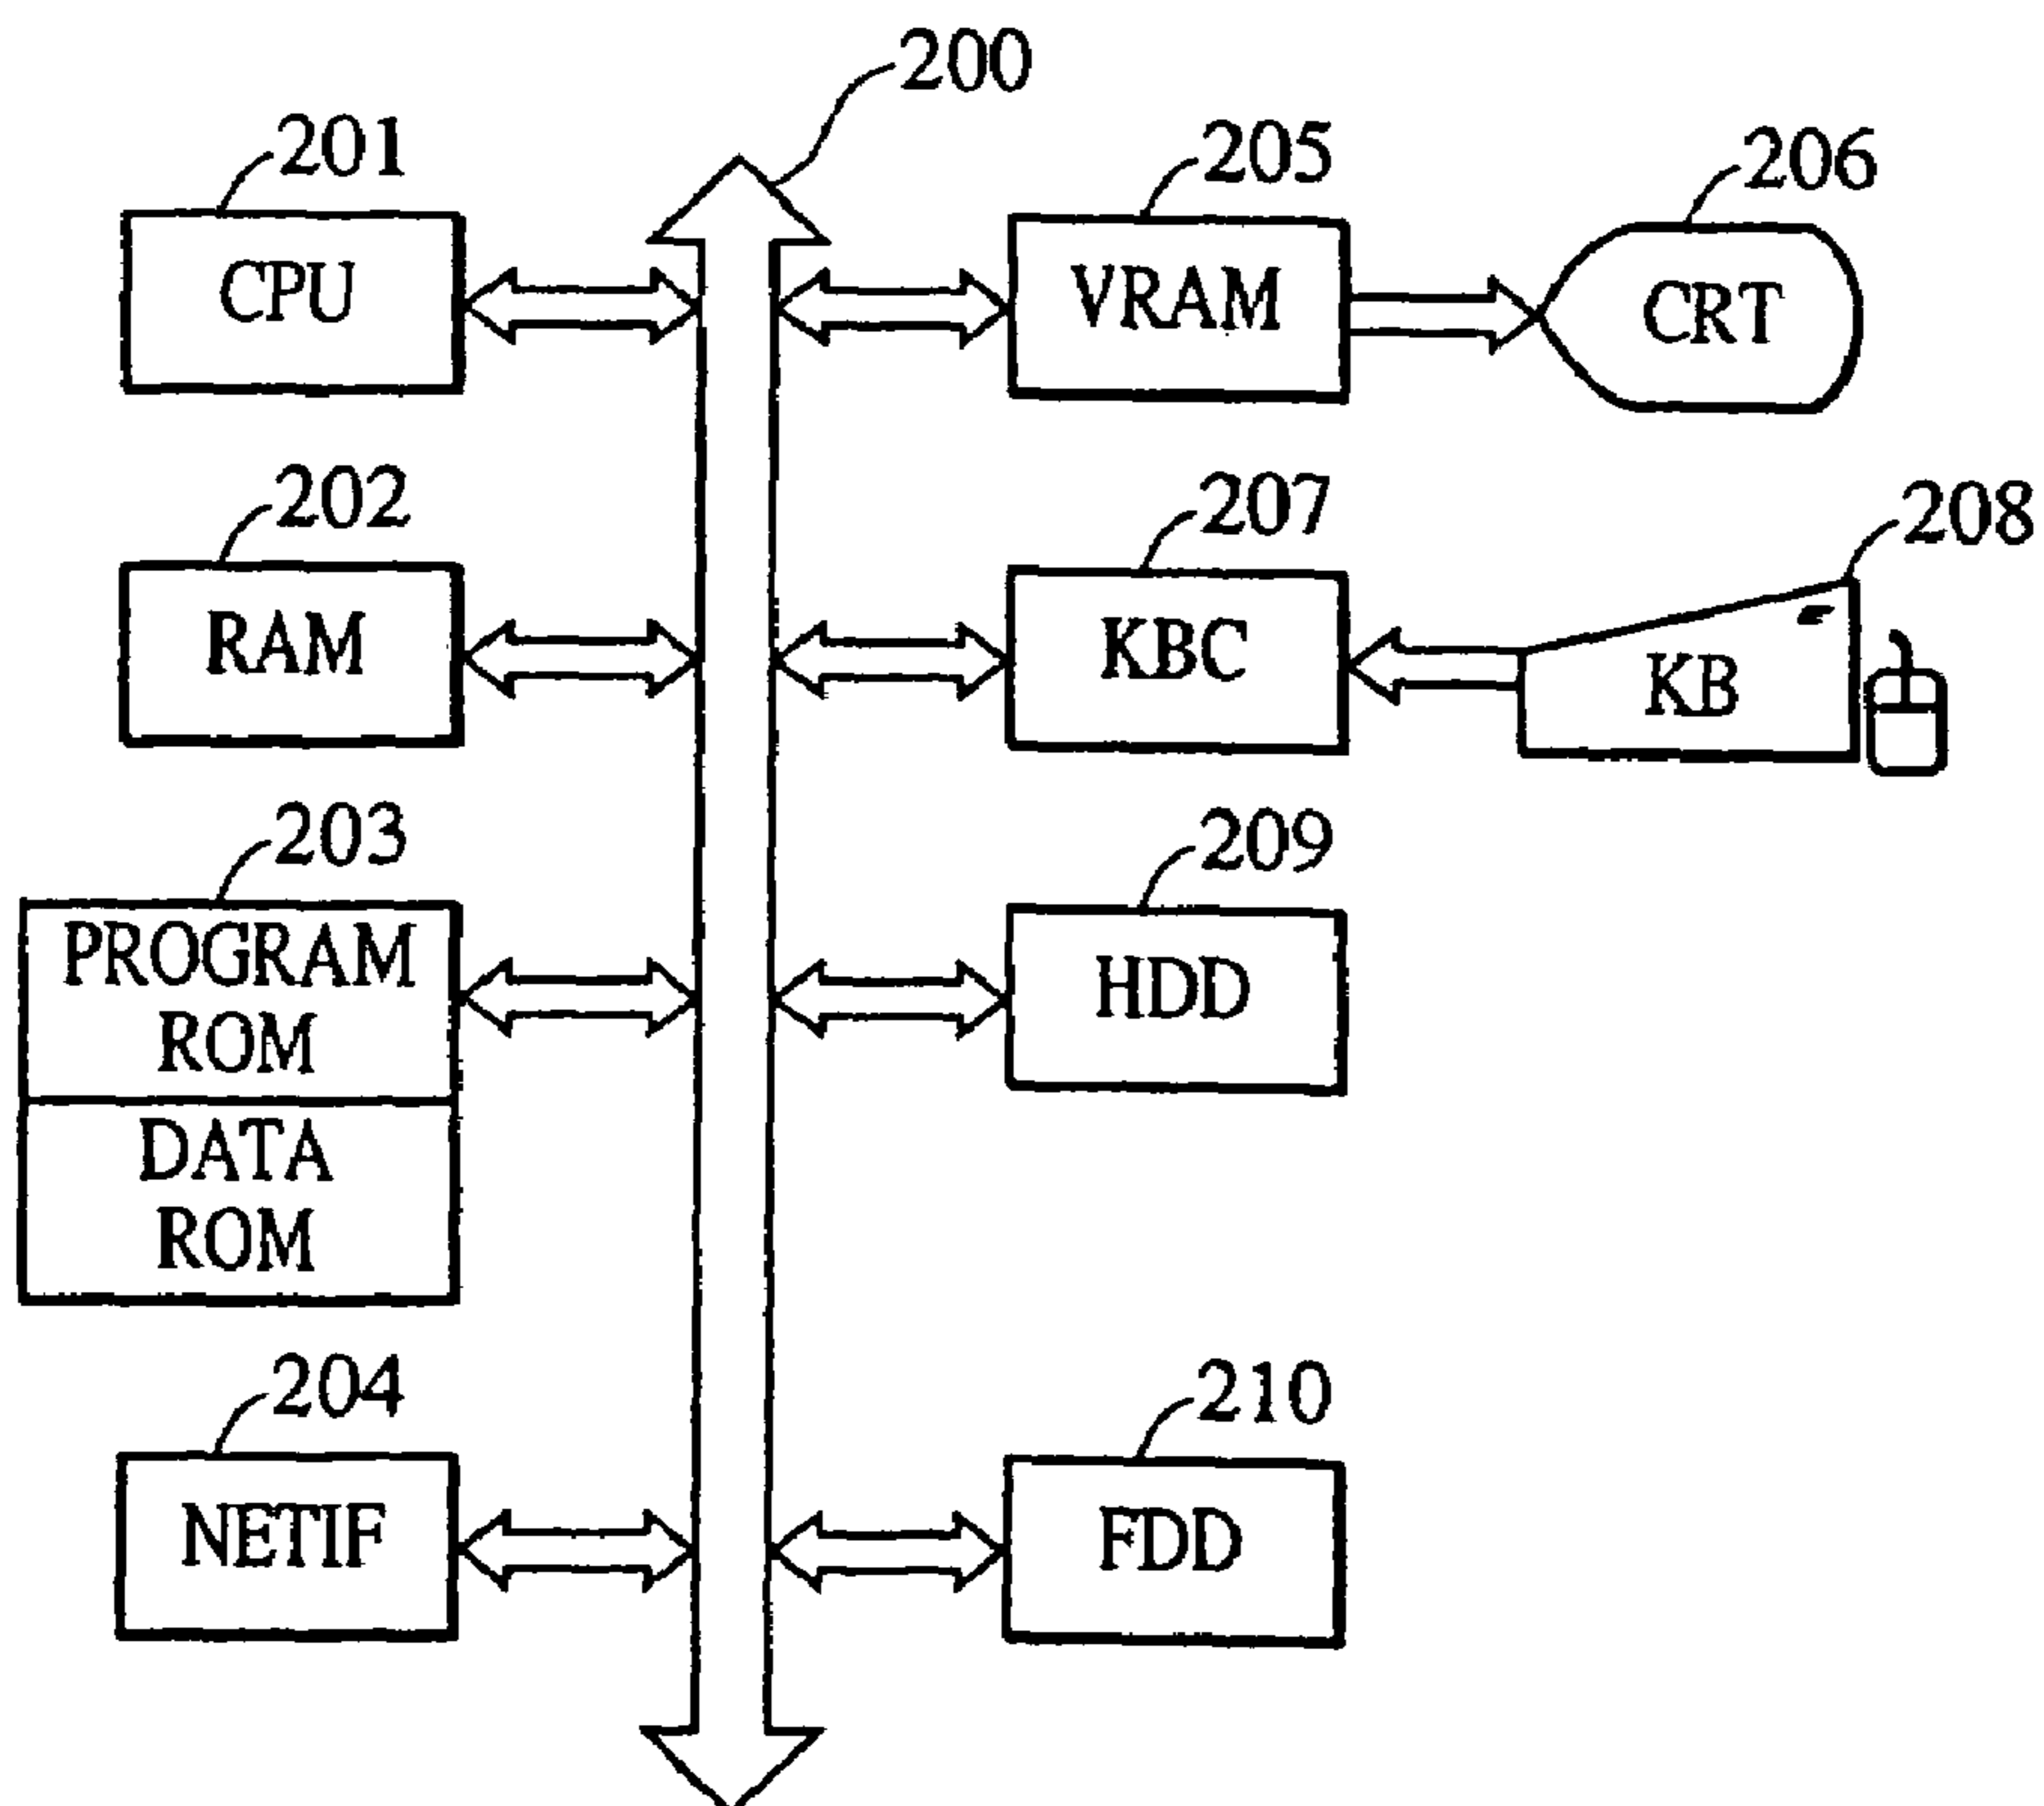 200
201
205
206
CPU
VRAM
CRT
202
207
208
RAM
KBC
KB
203
209
PROGRAM
ROM
HDD
DATA
ROM
204
210
NETIF
FDD